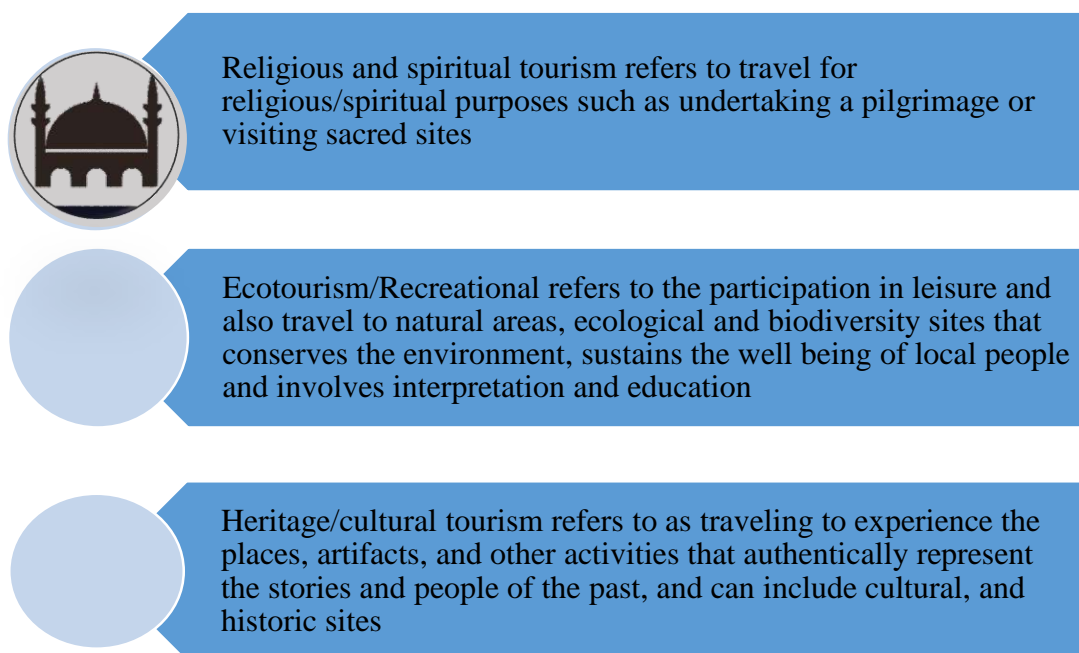 Religious and spiritual tourism refers to travel for
religious/spiritual purposes such as undertaking a pilgrimage or
visiting sacred sites
Ecotourism/Recreational refers to the participation in leisure and
also travel to natural areas, ecological and biodiversity sites that
conserves the environment, sustains the well being of local people
and involves interpretation and education
Heritage/cultural tourism refers to as traveling to experience the
places, artifacts, and other activities that authentically represent
the stories and people of the past, and can include cultural, and
historic sites